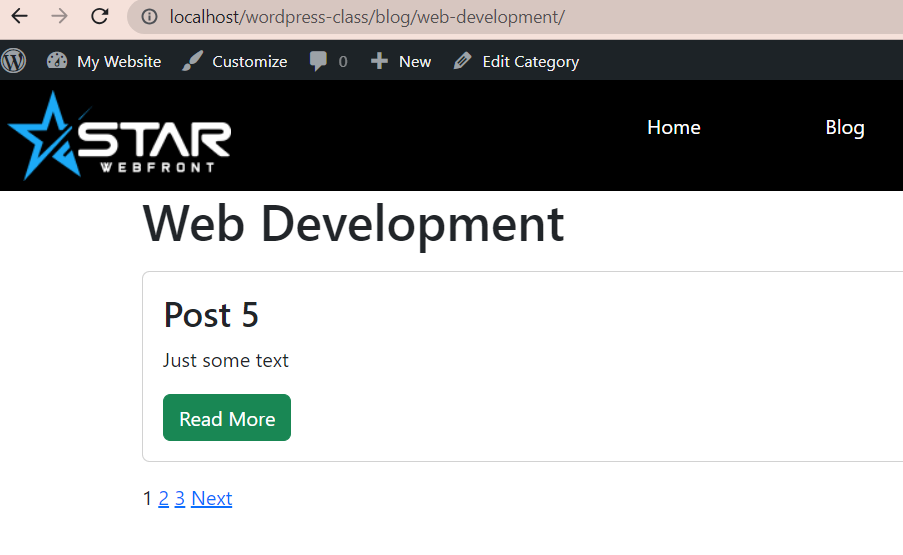 localhost/wordpress-class/blog/web-development/
My Website Customize 0 New Edit Category
STAR
WEBFRONT
Home Blog
Web Development
Post 5
Just some text
Read More
1 2 3 Next